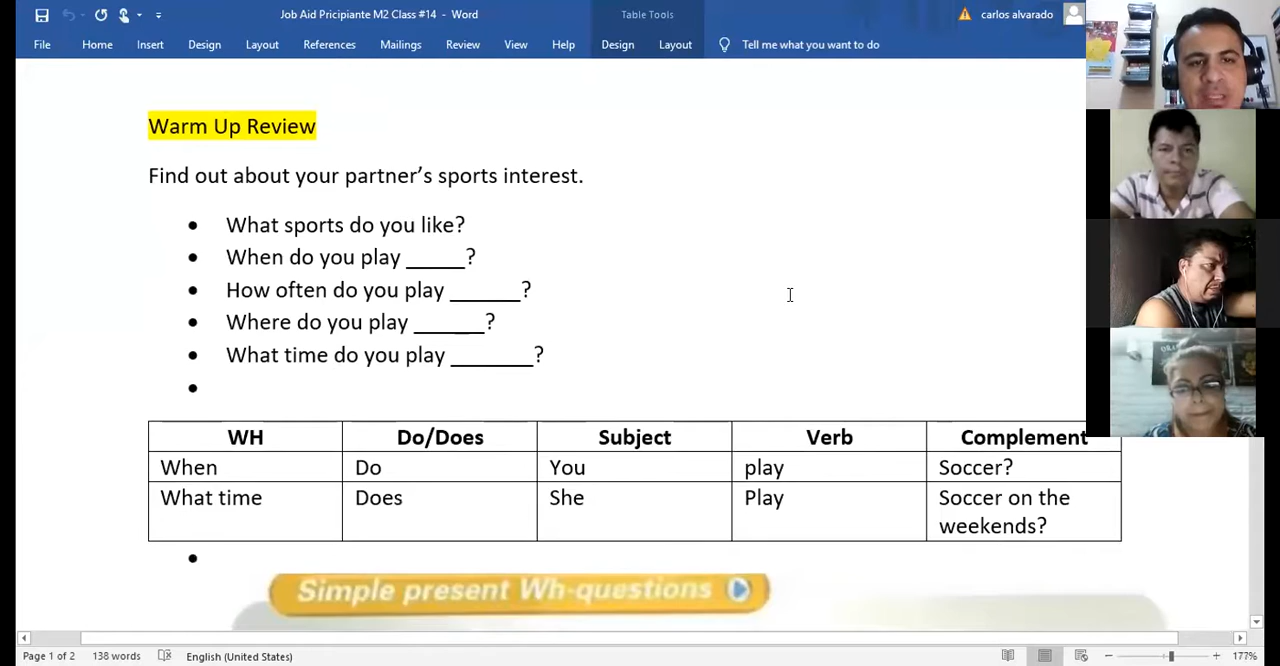 Job Aid Pricipiante M2 Class #14 - Word
Table Tools
carlos alvarado
File Home Insert Design Layout References Mailings Review View Help Design Layout Tell me what you want to do
Warm Up Review
Find out about your partner’s sports interest.
• What sports do you like?
• When do you play _____?
• How often do you play ______?
• Where do you play ______?
• What time do you play _______?
•
WH Do/Does Subject Verb Complement
When Do You play Soccer?
What time Does She Play Soccer on the
weekends?
•
Simple present Wh-questions
Page 1 of 2 138 words English (United States) 177%